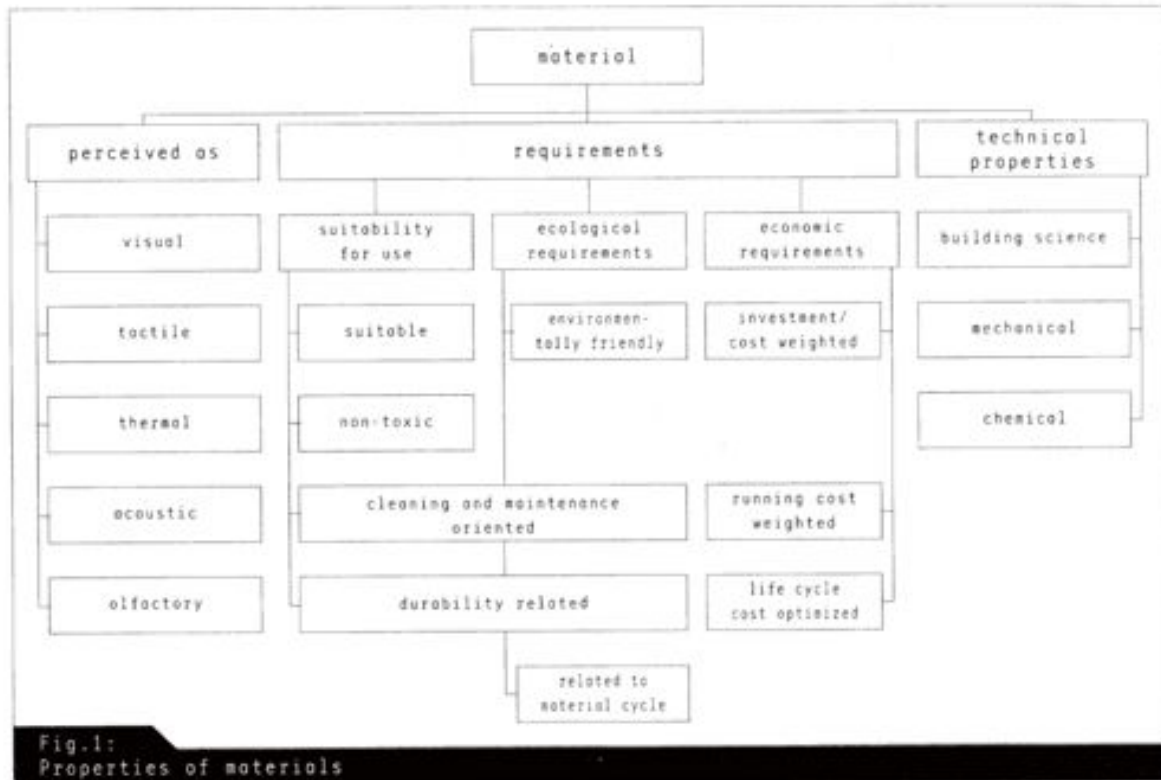 material
perceived as
requirements
technical
properties
visual
suitability
for use
ecological
requirements
economic
requirements
building science
tactile
suitable
environmen-
tally friendly
investment/
cost weighted
mechanical
thermal
non-toxic
chemical
acoustic
cleaning and maintenance
oriented
running cost
weighted
olfactory
durability related
life cycle
cost optimized
related to
material cycle
Fig.1:
Properties of materials